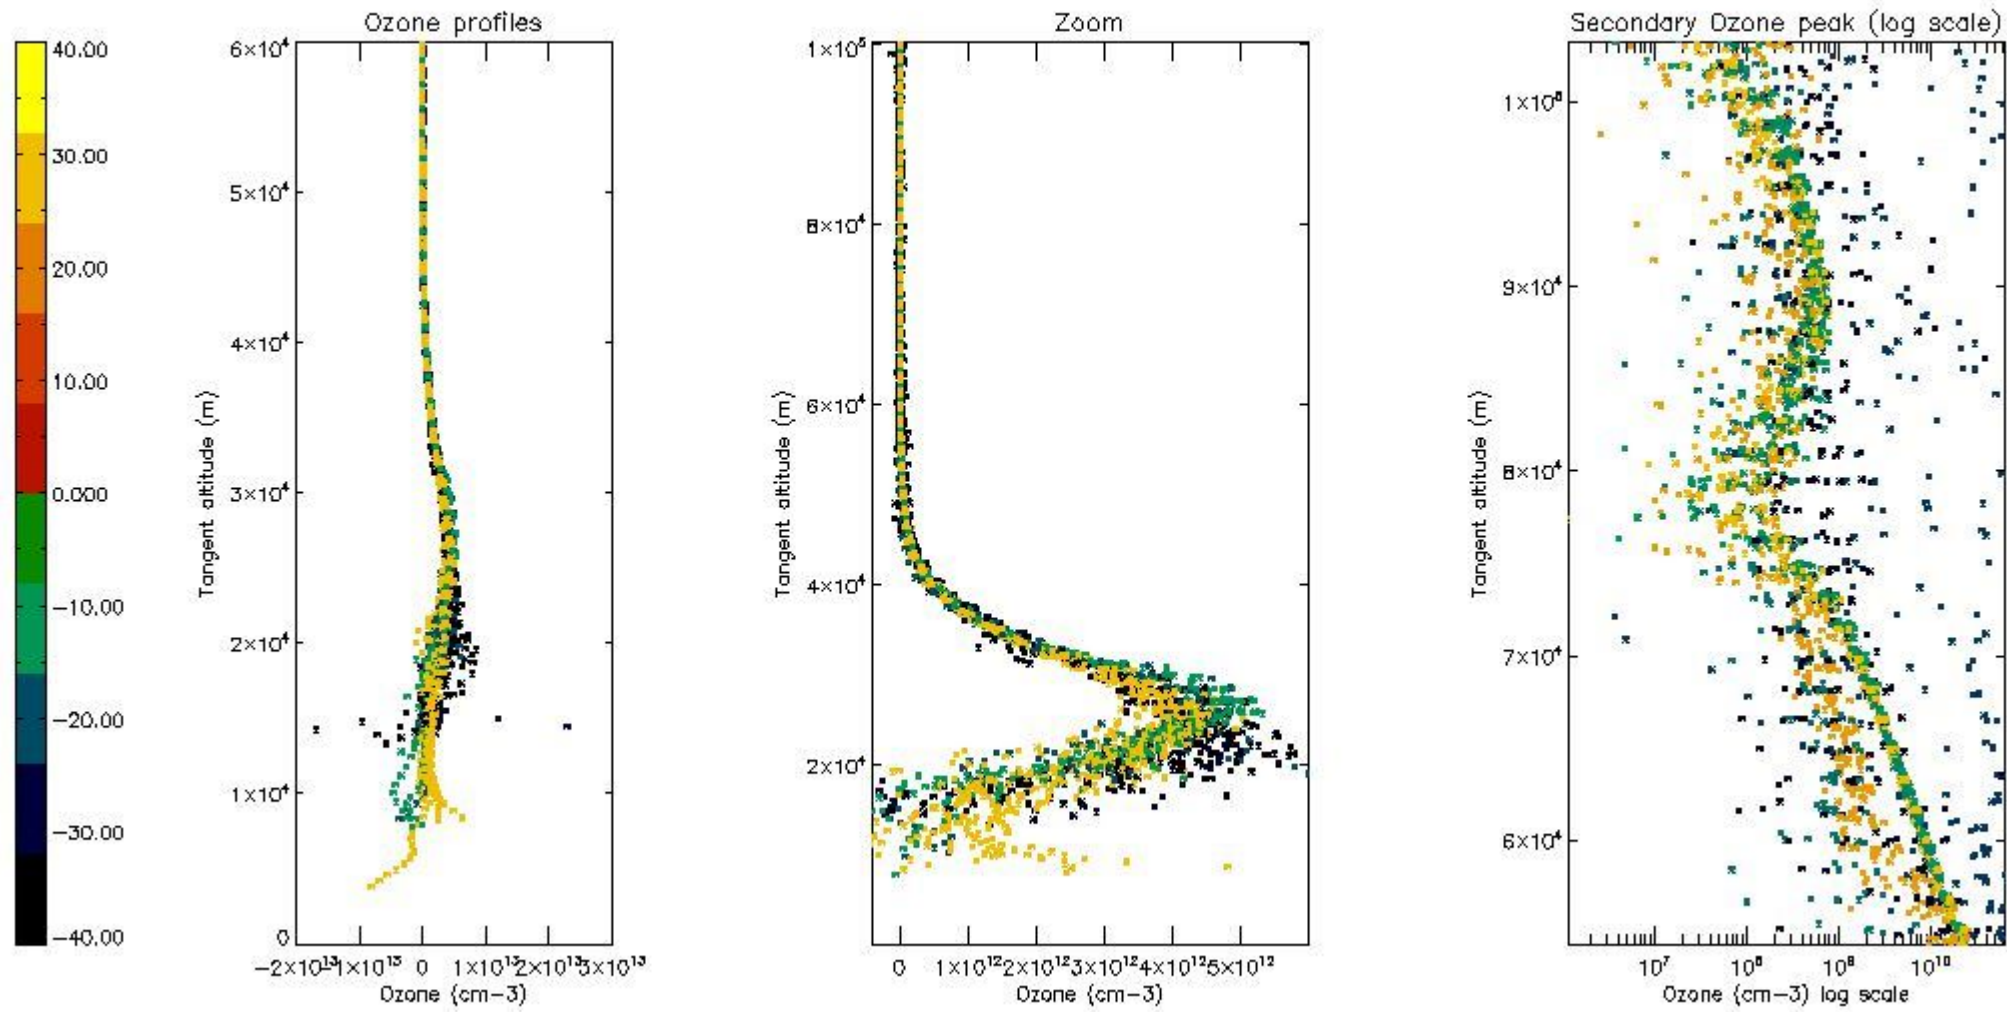 Ozone profiles
Zoom
Secondary Ozone peak (log scale)
40.00
30.00
20.00
10.00
0.000
−10.00
−20.00
−30.00
−40.00
6×10⁴
5×10⁴
4×10⁴
3×10⁴
2×10⁴
1×10⁴
0
Tangent altitude (m)
−2×10¹³ −1×10¹³ 0 1×10¹³ 2×10¹³ 3×10¹³
Ozone (cm−3)
1×10⁵
8×10⁴
6×10⁴
4×10⁴
2×10⁴
Tangent altitude (m)
0 1×10¹² 2×10¹² 3×10¹² 4×10¹² 5×10¹²
Ozone (cm−3)
1×10⁵
9×10⁴
8×10⁴
7×10⁴
6×10⁴
Tangent altitude (m)
10⁷ 10⁸ 10⁹ 10¹⁰
Ozone (cm−3) log scale